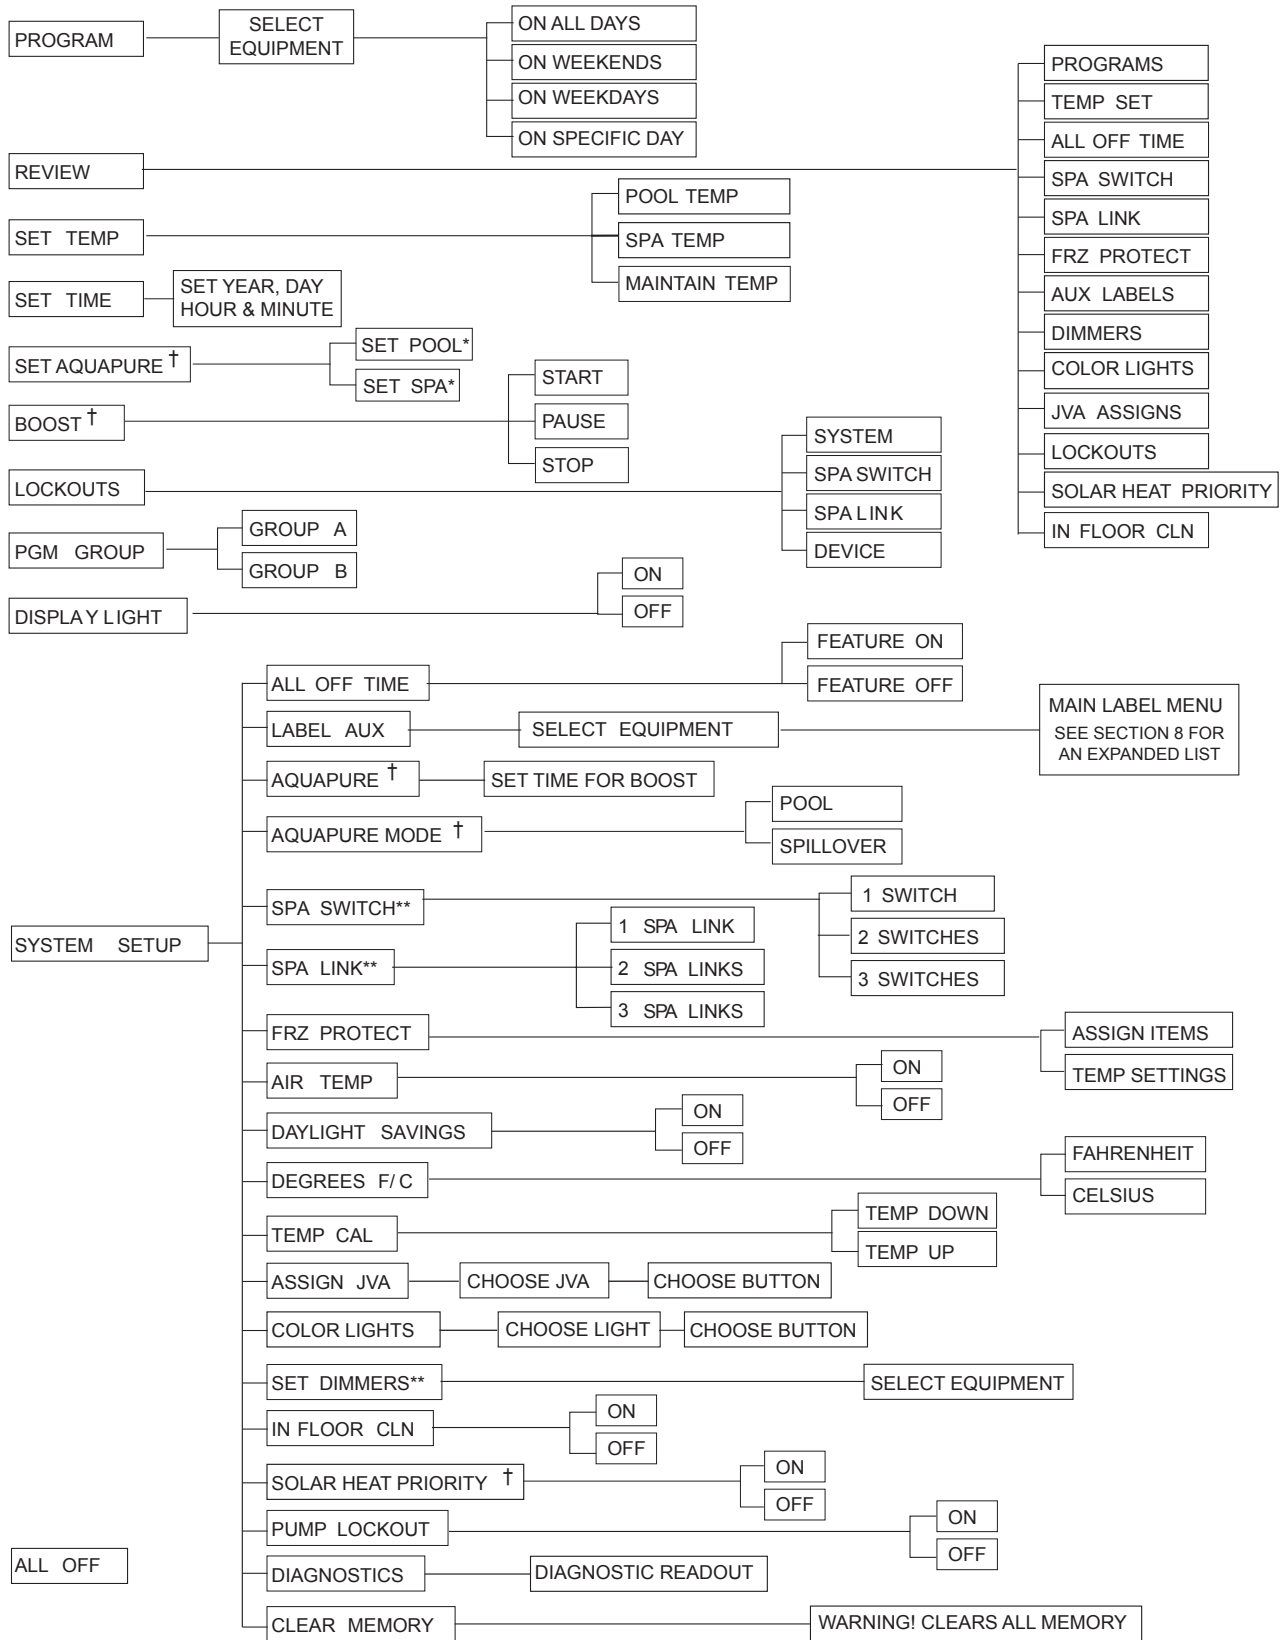 PROGRAM
SELECT
EQUIPMENT
ON ALL DAYS
ON WEEKENDS
ON WEEKDAYS
ON SPECIFIC DAY
REVIEW
PROGRAMS
TEMP SET
ALL OFF TIME
SPA SWITCH
SPA LINK
FRZ PROTECT
AUX LABELS
DIMMERS
COLOR LIGHTS
JVA ASSIGNS
LOCKOUTS
SOLAR HEAT PRIORITY
IN FLOOR CLN
SET TEMP
POOL TEMP
SPA TEMP
MAINTAIN TEMP
SET TIME
SET YEAR, DAY
HOUR & MINUTE
SET AQUAPURE †
SET POOL*
SET SPA*
BOOST †
START
PAUSE
STOP
LOCKOUTS
SYSTEM
SPA SWITCH
SPA LINK
DEVICE
PGM GROUP
GROUP A
GROUP B
DISPLAY LIGHT
ON
OFF
SYSTEM SETUP
ALL OFF TIME
FEATURE ON
FEATURE OFF
LABEL AUX
SELECT EQUIPMENT
MAIN LABEL MENU
SEE SECTION 8 FOR
AN EXPANDED LIST
AQUAPURE †
SET TIME FOR BOOST
AQUAPURE MODE †
POOL
SPILLOVER
SPA SWITCH**
1 SWITCH
2 SWITCHES
3 SWITCHES
SPA LINK**
1 SPA LINK
2 SPA LINKS
3 SPA LINKS
FRZ PROTECT
ASSIGN ITEMS
TEMP SETTINGS
AIR TEMP
ON
OFF
DAYLIGHT SAVINGS
ON
OFF
DEGREES F/C
FAHRENHEIT
CELSIUS
TEMP CAL
TEMP DOWN
TEMP UP
ASSIGN JVA
CHOOSE JVA
CHOOSE BUTTON
COLOR LIGHTS
CHOOSE LIGHT
CHOOSE BUTTON
SET DIMMERS**
SELECT EQUIPMENT
IN FLOOR CLN
ON
OFF
SOLAR HEAT PRIORITY †
ON
OFF
PUMP LOCKOUT
ON
OFF
DIAGNOSTICS
DIAGNOSTIC READOUT
CLEAR MEMORY
WARNING! CLEARS ALL MEMORY
ALL OFF